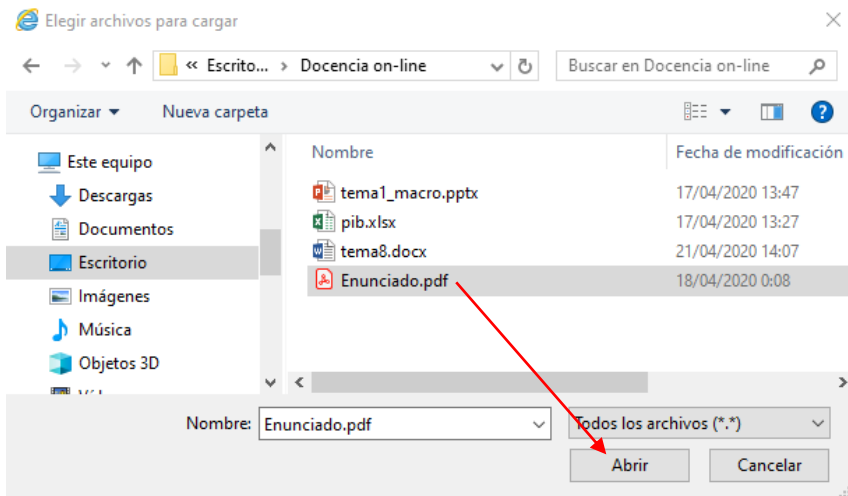 Elegir archivos para cargar
« Escrito... › Docencia on-line
Buscar en Docencia on-line
Organizar
Nueva carpeta
Este equipo
Descargas
Documentos
Escritorio
Imágenes
Música
Objetos 3D
Nombre
Fecha de modificación
tema1_macro.pptx
17/04/2020 13:47
pib.xlsx
17/04/2020 13:27
tema8.docx
21/04/2020 14:07
Enunciado.pdf
18/04/2020 0:08
Nombre:
Enunciado.pdf
Todos los archivos (*.*)
Abrir
Cancelar